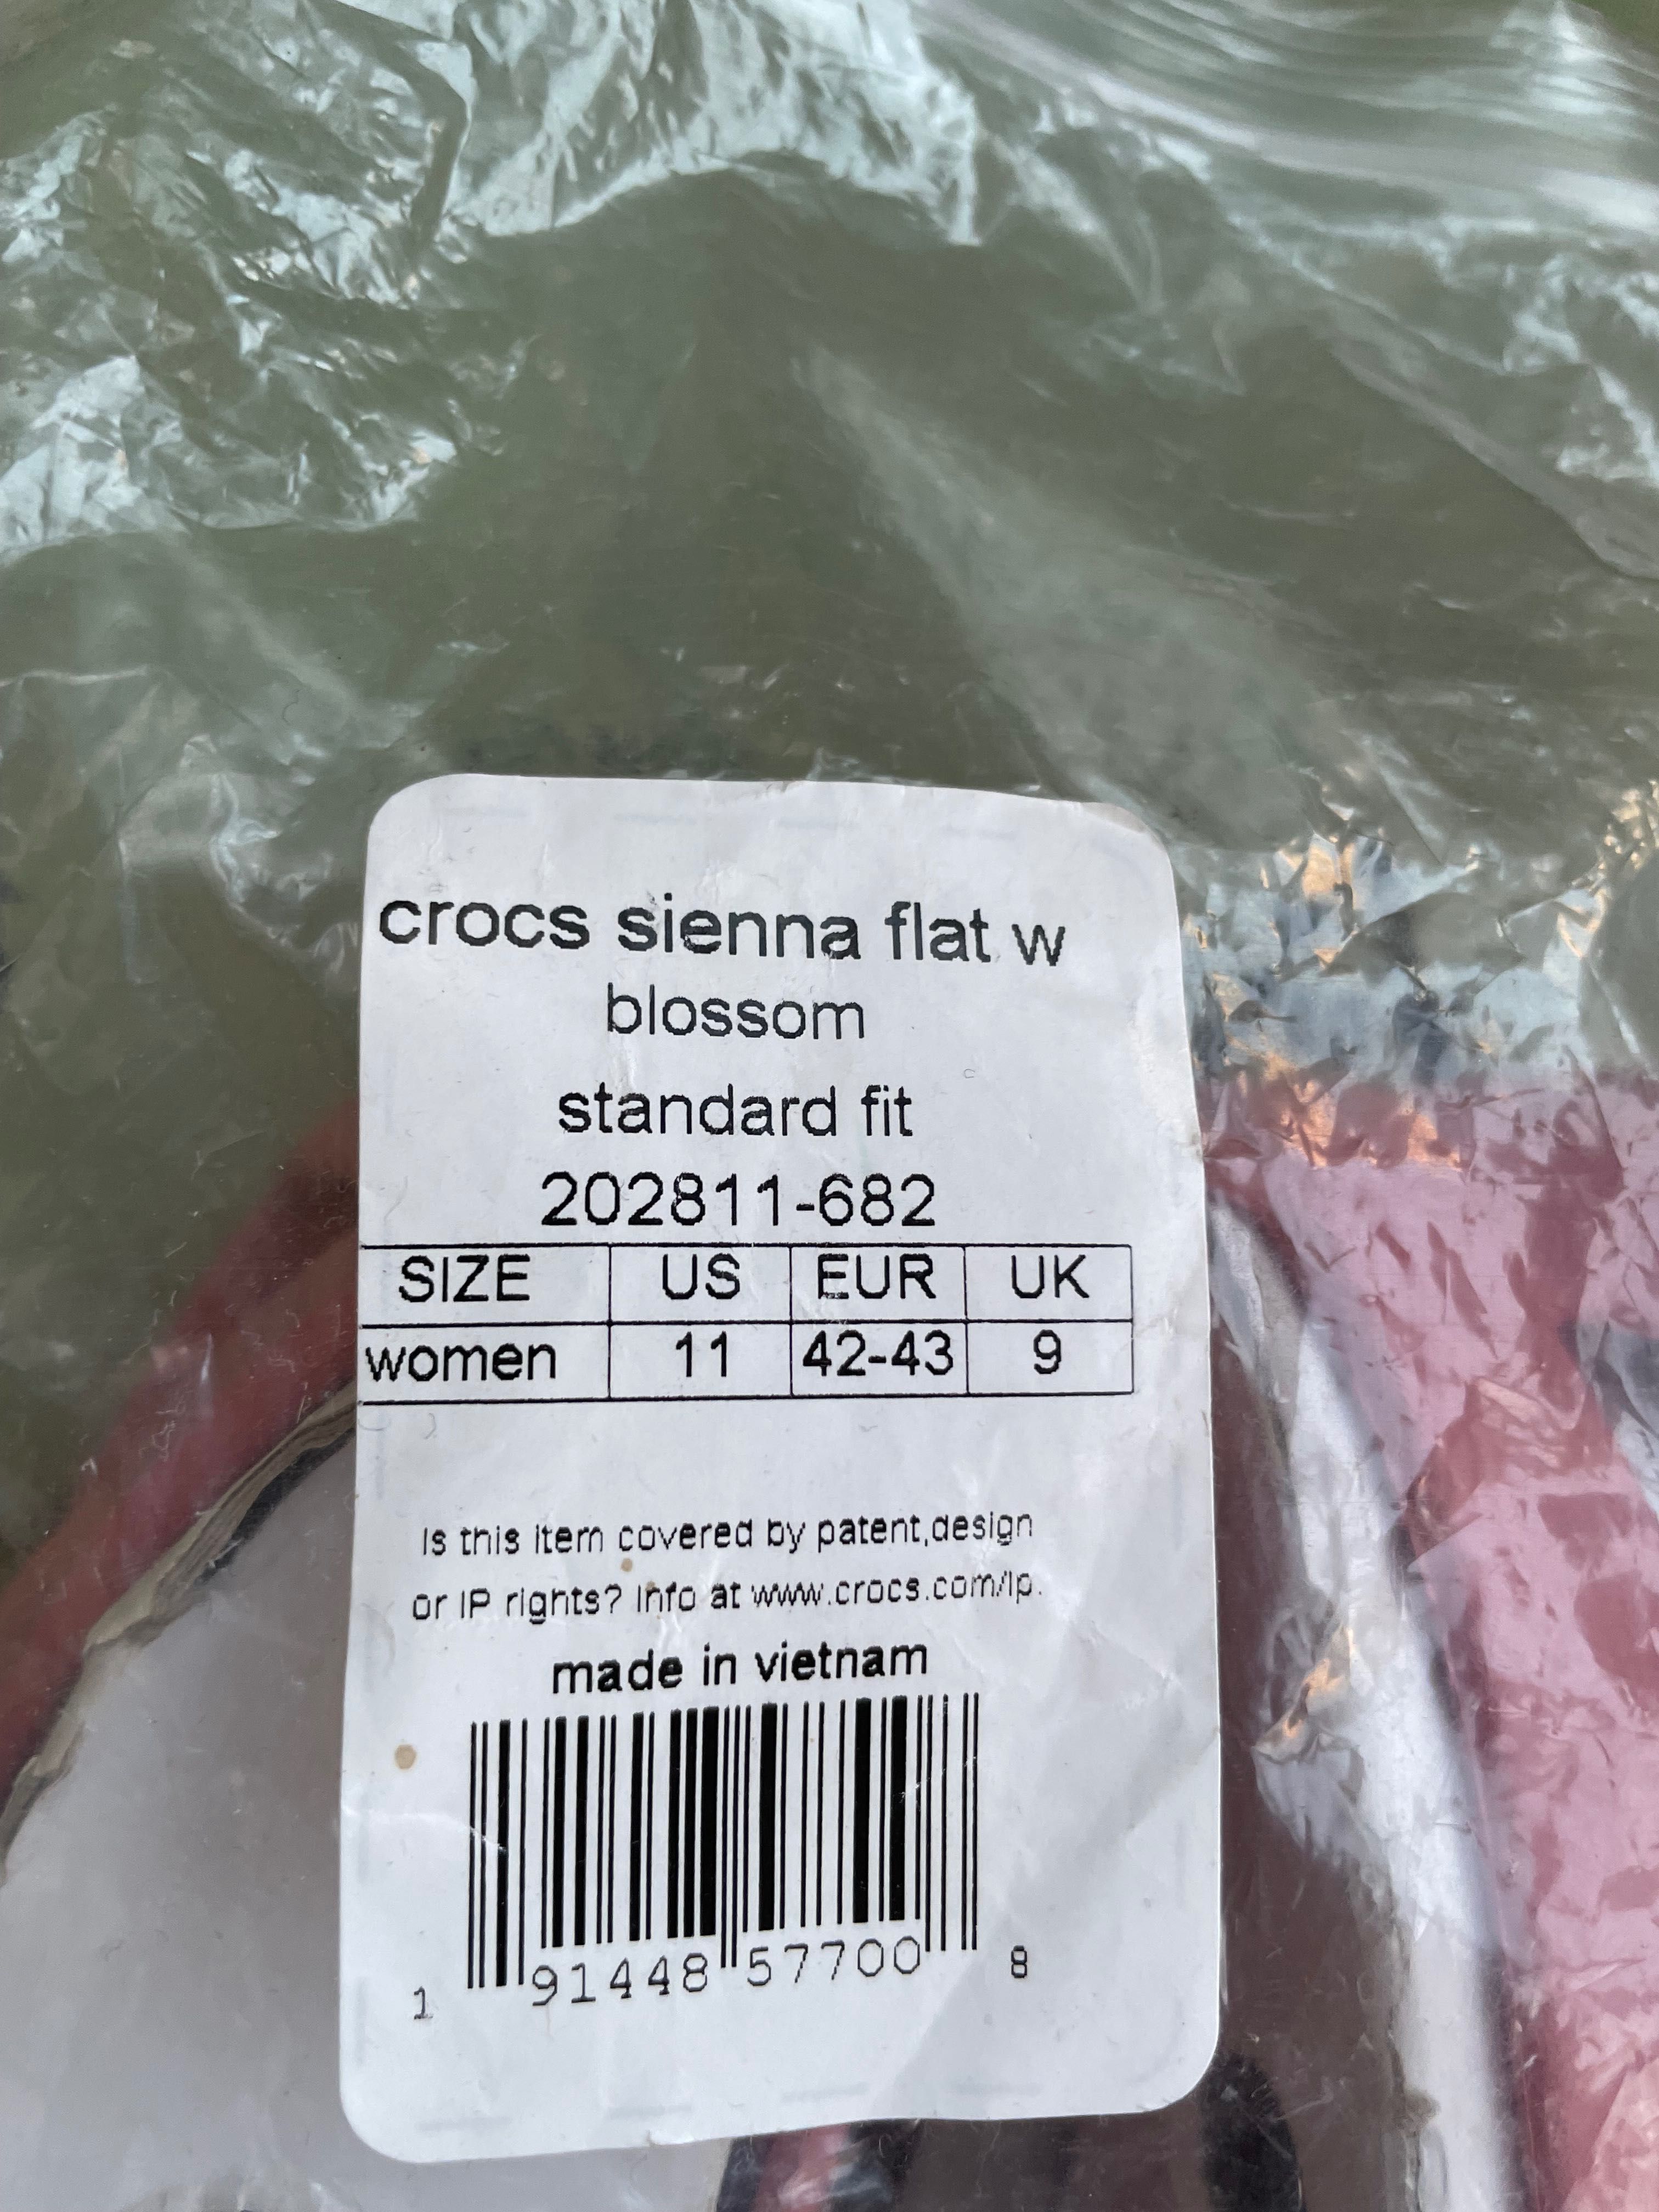 crocs sienna flat w
blossom
standard fit
202811-682
SIZE US EUR UK
women 11 42-43 9
Is this item covered by patent,design
or IP rights? Info at www.crocs.com/ip.
made in vietnam
1 91448 57700 8